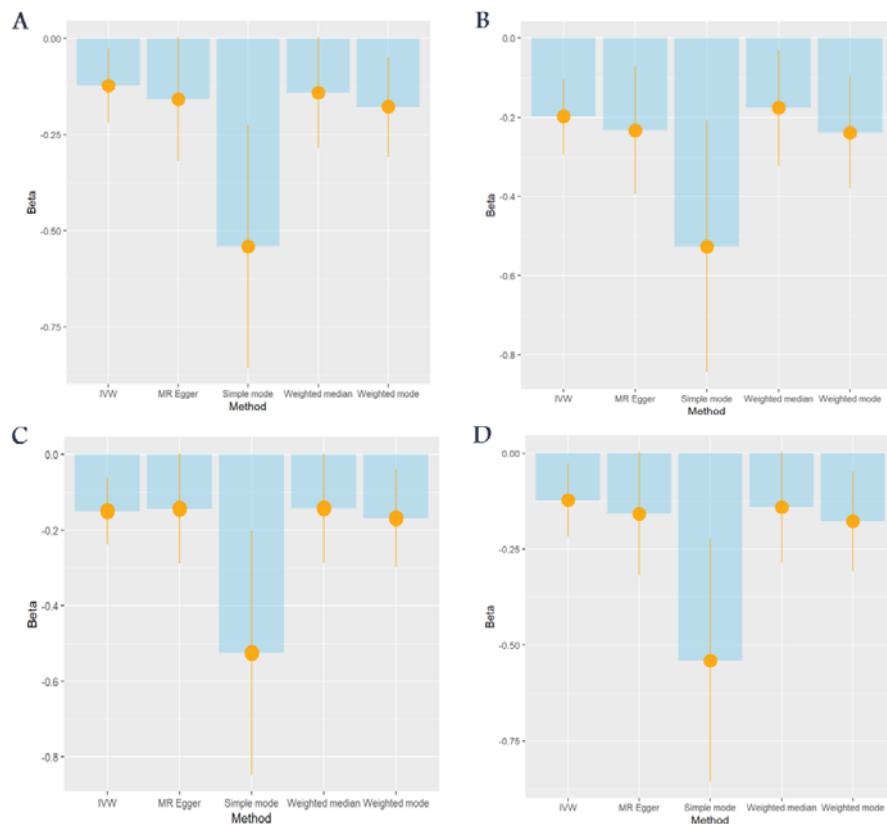 A
0.00
-0.25
-0.50
-0.75
Beta
IVW MR Egger Simple mode Weighted median Weighted mode
Method
B
0.0
-0.2
-0.4
-0.6
-0.8
Beta
IVW MR Egger Simple mode Weighted median Weighted mode
Method
C
0.0
-0.2
-0.4
-0.6
-0.8
Beta
IVW MR Egger Simple mode Weighted median Weighted mode
Method
D
0.00
-0.25
-0.50
-0.75
Beta
IVW MR Egger Simple mode Weighted median Weighted mode
Method